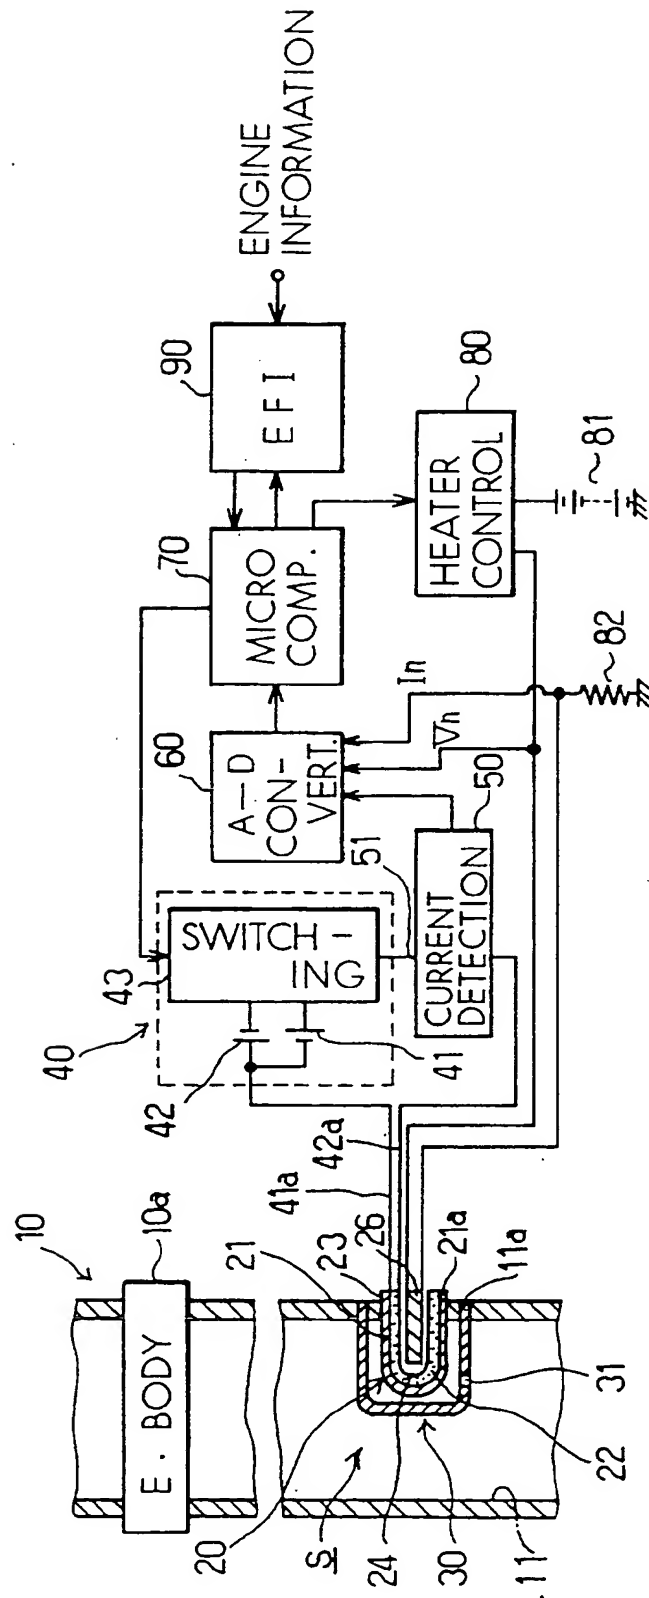 ENGINE
INFORMATION
90
E F I
70
MICRO
COMP.
80
HEATER
CONTROL
81
82
In
Vn
60
A—D
CON-
VERT.
51
50
CURRENT
DETECTION
43
SWITCH-
ING
40
42
41
41a
42a
10
10a
E. BODY
21
23
26
21a
11a
31
22
30
24
S
20
11